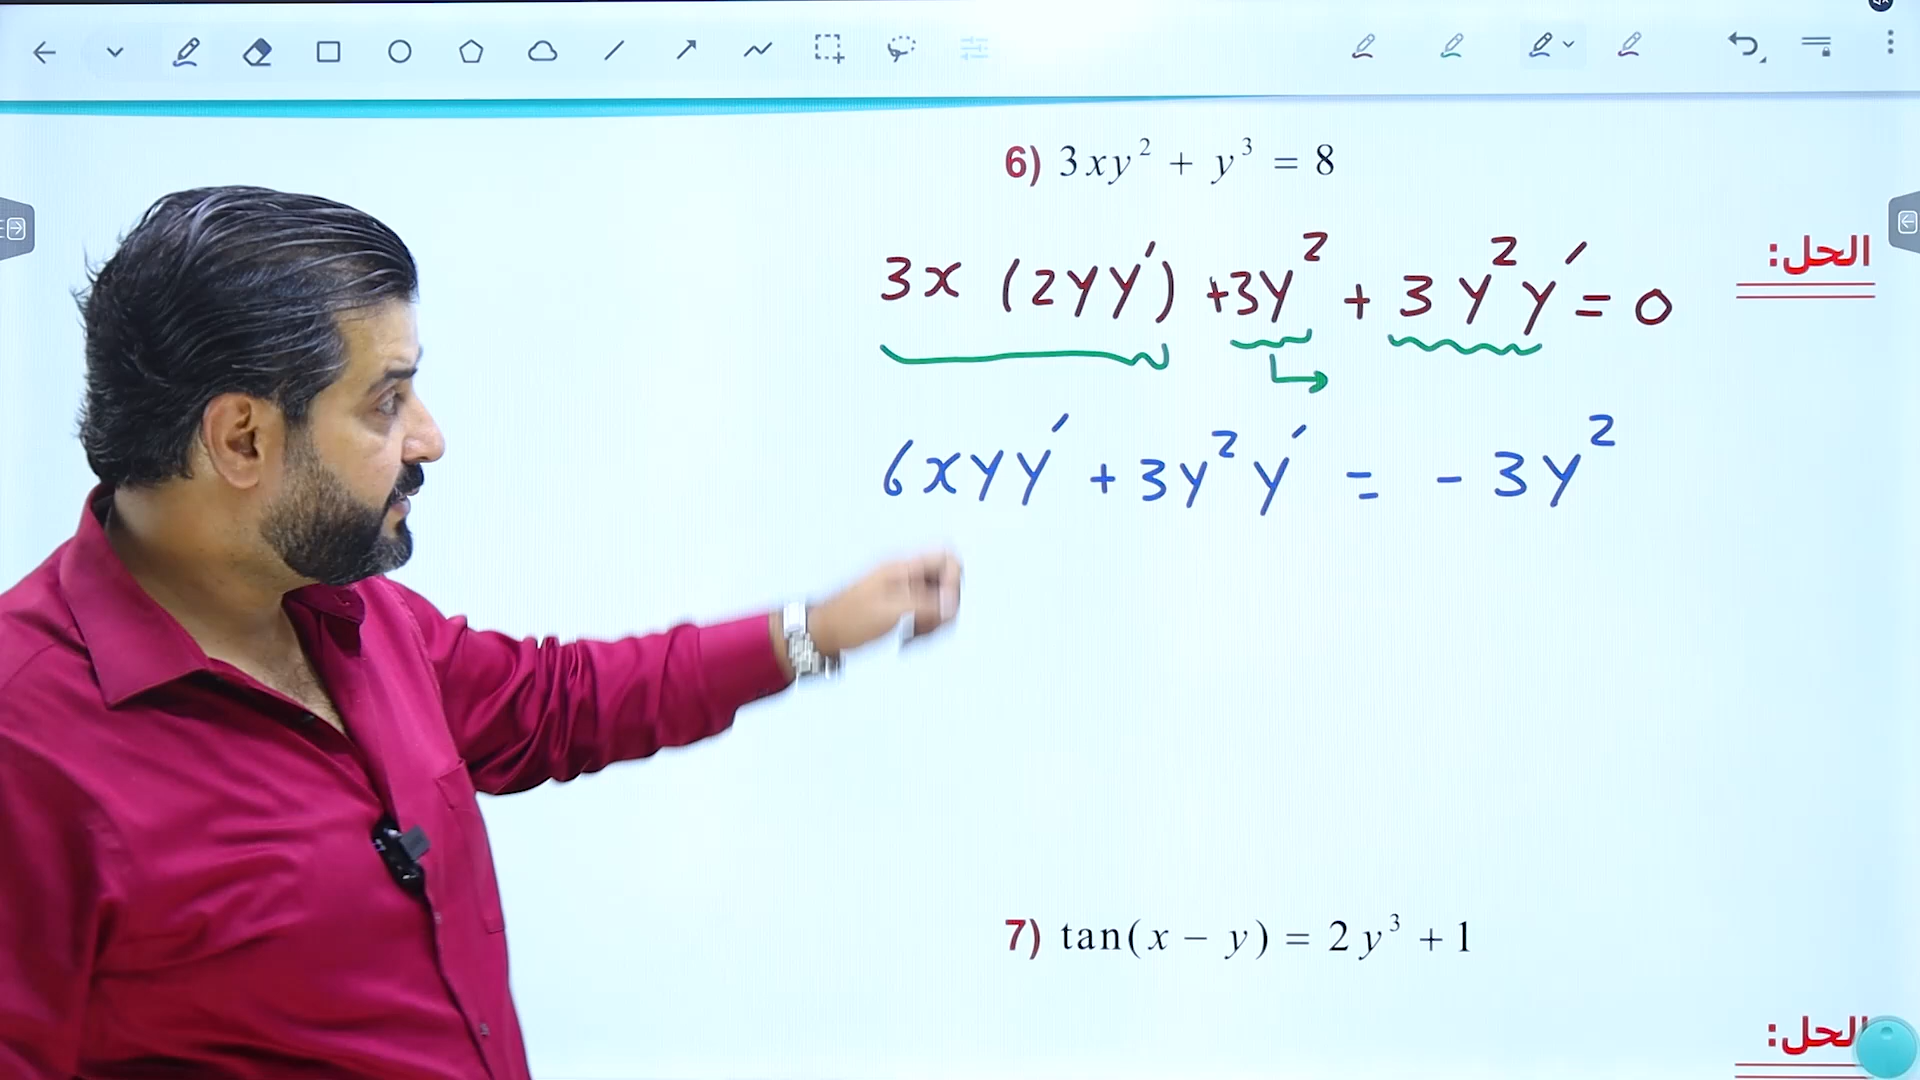 6) 3xy² + y³ = 8
الحل:
3x (2yy′) + 3y² + 3y²y′ = 0
6xyy′ + 3y²y′ = - 3y²
7) tan(x − y) = 2y³ + 1
الحل: